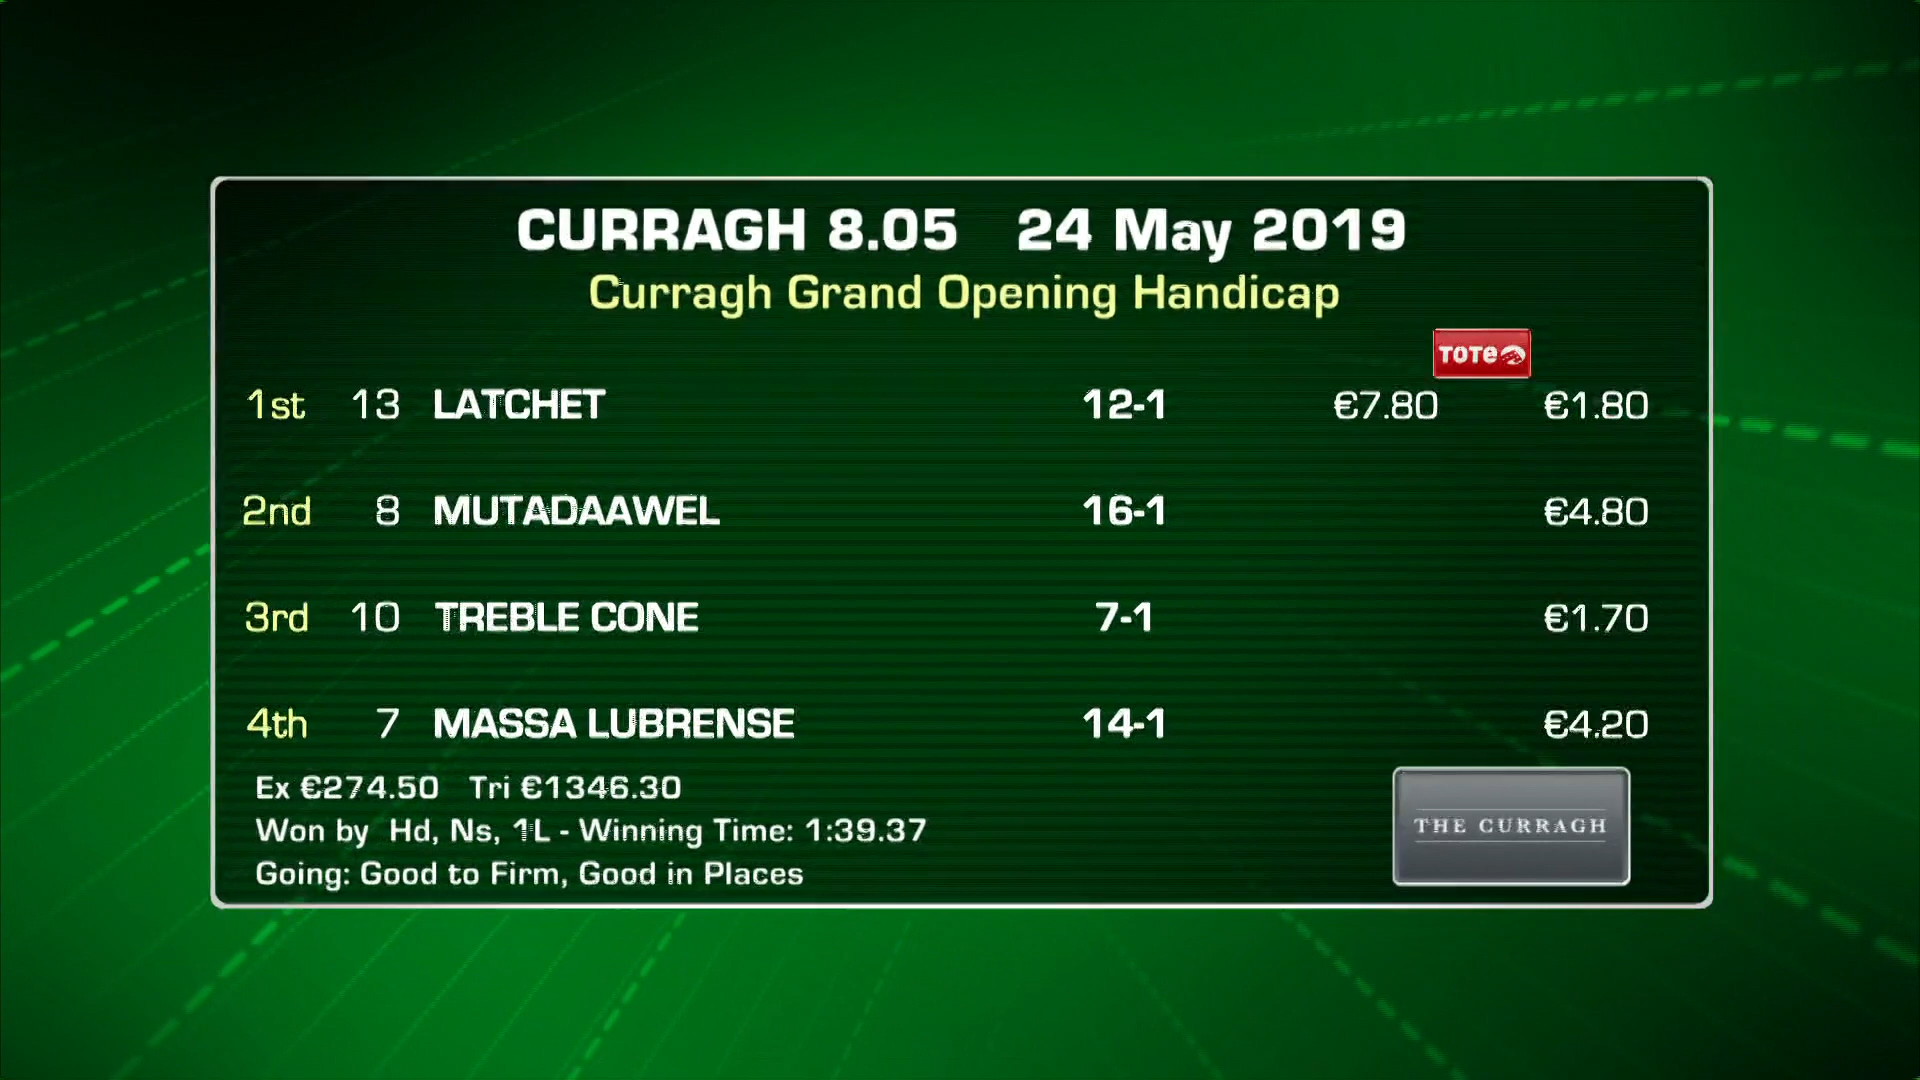 CURRAGH 8.05 24 May 2019
Curragh Grand Opening Handicap
TOTE
1st 13 LATCHET 12-1 €7.80 €1.80
2nd 8 MUTADAAWEL 16-1 €4.80
3rd 10 TREBLE CONE 7-1 €1.70
4th 7 MASSA LUBRENSE 14-1 €4.20
Ex €274.50 Tri €1346.30
Won by Hd, Ns, 1L - Winning Time: 1:39.37
Going: Good to Firm, Good in Places
THE CURRAGH